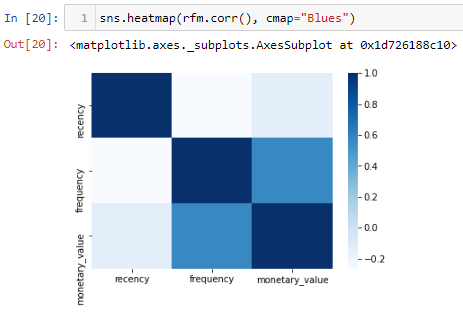 In [20]:
1 sns.heatmap(rfm.corr(), cmap="Blues")
Out[20]: <matplotlib.axes._subplots.AxesSubplot at 0x1d726188c10>
recency
frequency
monetary_value
recency frequency monetary_value
1.0
0.8
0.6
0.4
0.2
0.0
−0.2